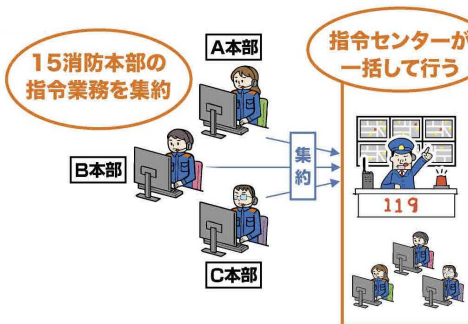 15消防本部の
指令業務を集約
A本部
B本部
C本部
集約
指令センターが
一括して行う
119